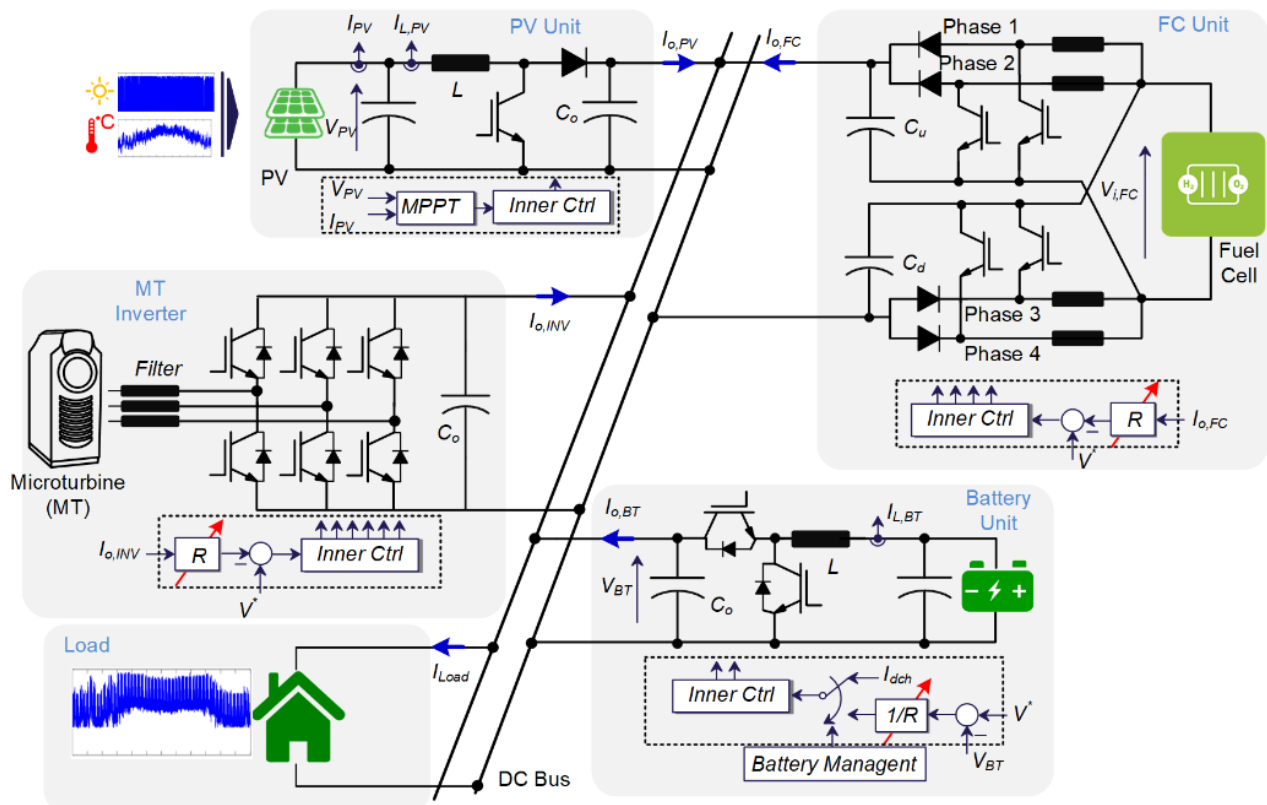 I_PV
I_L,PV
PV Unit
I_o,PV
I_o,FC
Phase 1
Phase 2
FC Unit
°C
L
V_PV
C_o
PV
V_PV
I_PV
MPPT
Inner Ctrl
C_u
V_i,FC
H₂
O₂
Fuel
Cell
C_d
Phase 3
Phase 4
Inner Ctrl
R
I_o,FC
V*
MT
Inverter
I_o,INV
Filter
C_o
Microturbine
(MT)
I_o,INV
R
Inner Ctrl
V*
Battery
Unit
I_o,BT
I_L,BT
V_BT
C_o
L
Load
I_Load
I_dch
Inner Ctrl
1/R
V*
V_BT
Battery Managent
DC Bus